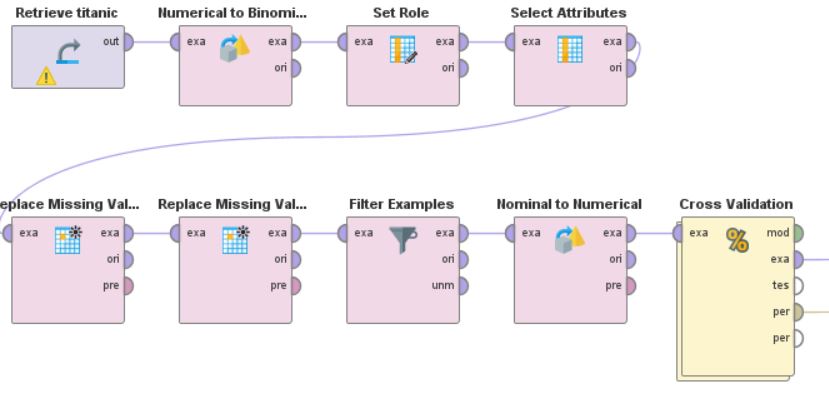 Retrieve titanic
out
Numerical to Binomi...
exa exa
ori
Set Role
exa exa
ori
Select Attributes
exa exa
ori
eplace Missing Val...
exa exa
ori
pre
Replace Missing Val...
exa exa
ori
pre
Filter Examples
exa exa
ori
unm
Nominal to Numerical
exa exa
ori
pre
Cross Validation
exa mod
exa
tes
per
per